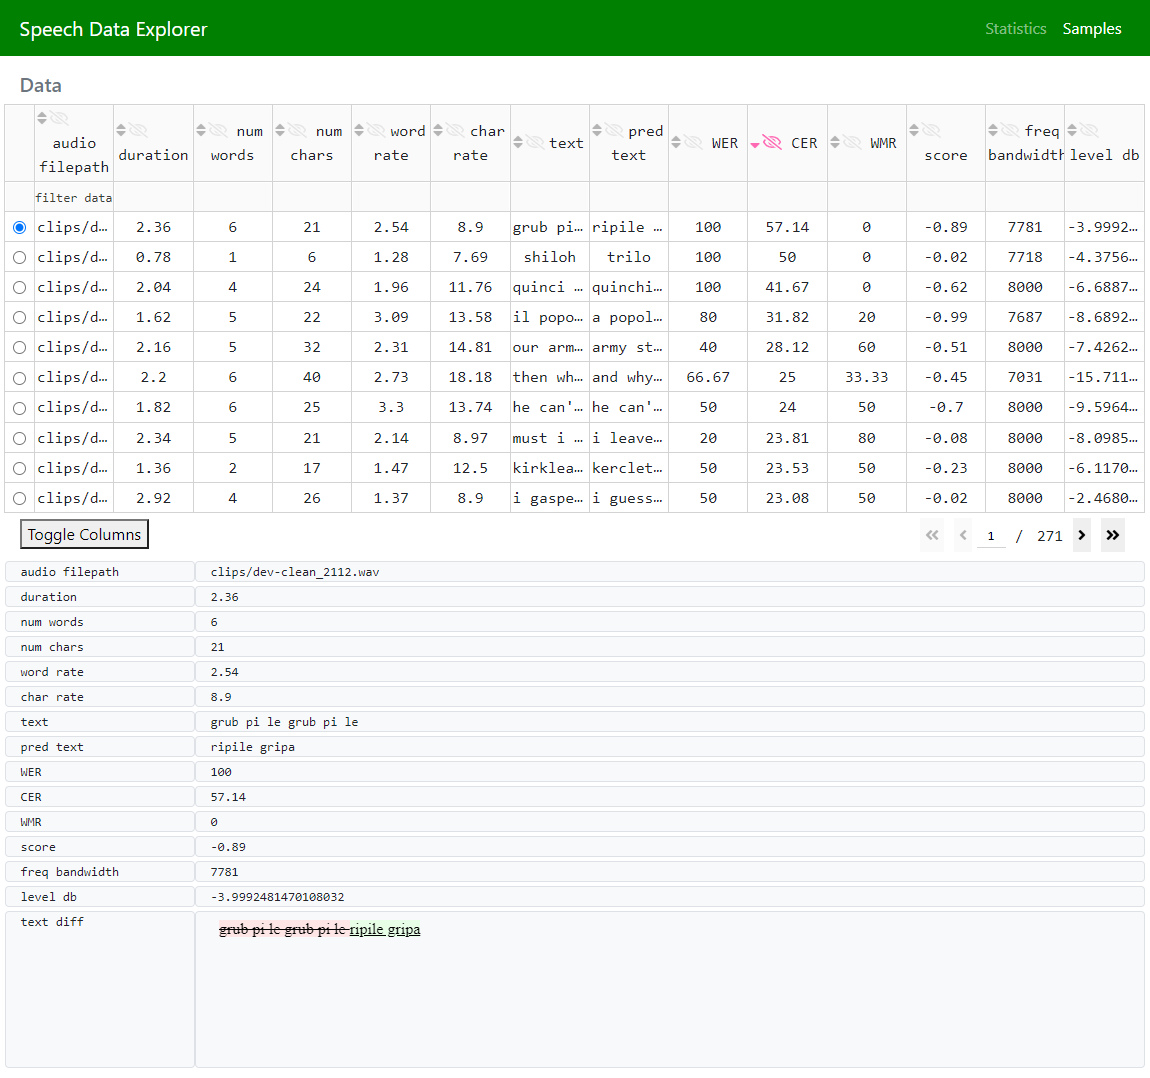 Speech Data Explorer Statistics Samples
Data
audio filepath duration num words num chars word rate char rate text pred text WER CER WMR score freq bandwidth level db
filter data
clips/d… 2.36 6 21 2.54 8.9 grub pi… ripile … 100 57.14 0 -0.89 7781 -3.9992…
clips/d… 0.78 1 6 1.28 7.69 shiloh trilo 100 50 0 -0.02 7718 -4.3756…
clips/d… 2.04 4 24 1.96 11.76 quinci … quinchi… 100 41.67 0 -0.62 8000 -6.6887…
clips/d… 1.62 5 22 3.09 13.58 il popo… a popol… 80 31.82 20 -0.99 7687 -8.6892…
clips/d… 2.16 5 32 2.31 14.81 our arm… army st… 40 28.12 60 -0.51 8000 -7.4262…
clips/d… 2.2 6 40 2.73 18.18 then wh… and why… 66.67 25 33.33 -0.45 7031 -15.711…
clips/d… 1.82 6 25 3.3 13.74 he can'… he can'… 50 24 50 -0.7 8000 -9.5964…
clips/d… 2.34 5 21 2.14 8.97 must i … i leave… 20 23.81 80 -0.08 8000 -8.0985…
clips/d… 1.36 2 17 1.47 12.5 kirklea… kerclet… 50 23.53 50 -0.23 8000 -6.1170…
clips/d… 2.92 4 26 1.37 8.9 i gaspe… i guess… 50 23.08 50 -0.02 8000 -2.4680…
Toggle Columns 1 / 271
audio filepath clips/dev-clean_2112.wav
duration 2.36
num words 6
num chars 21
word rate 2.54
char rate 8.9
text grub pi le grub pi le
pred text ripile gripa
WER 100
CER 57.14
WMR 0
score -0.89
freq bandwidth 7781
level db -3.9992481470108032
text diff grub pi le grub pi le ripile gripa